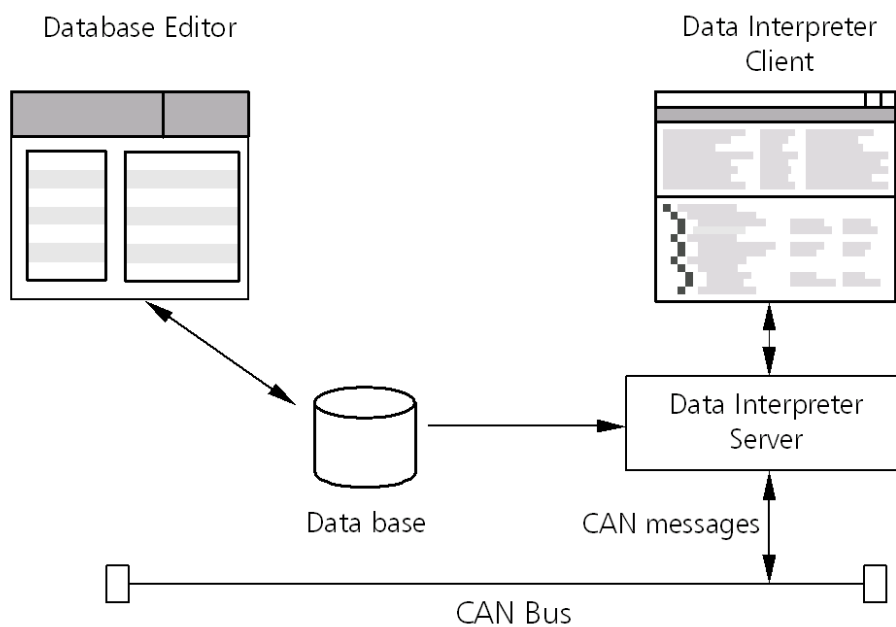 Database Editor
Data Interpreter
Client
Data Interpreter
Server
Data base
CAN messages
CAN Bus